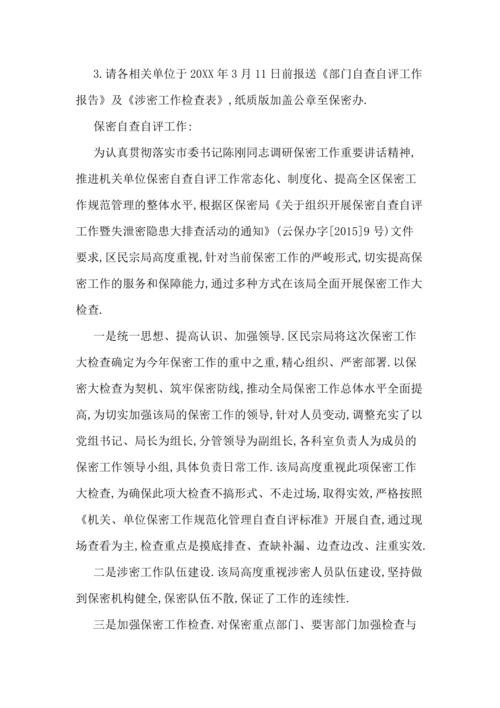 3.请各相关单位于 20XX 年 3 月 11 日前报送《部门自查自评工作
报告》及《涉密工作检查表》,纸质版加盖公章至保密办.
保密自查自评工作:
为认真贯彻落实市委书记陈刚同志调研保密工作重要讲话精神,
推进机关单位保密自查自评工作常态化、制度化、提高全区保密工
作规范管理的整体水平,根据区保密局《关于组织开展保密自查自评
工作暨失泄密隐患大排查活动的通知》(云保办字[2015]9 号)文件
要求,区民宗局高度重视,针对当前保密工作的严峻形式,切实提高保
密工作的服务和保障能力,通过多种方式在该局全面开展保密工作大
检查.
一是统一思想、提高认识、加强领导.区民宗局将这次保密工作
大检查确定为今年保密工作的重中之重,精心组织、严密部署.以保
密大检查为契机、筑牢保密防线,推动全局保密工作总体水平全面提
高,为切实加强该局的保密工作的领导,针对人员变动,调整充实了以
党组书记、局长为组长,分管领导为副组长,各科室负责人为成员的
保密工作领导小组,具体负责日常工作.该局高度重视此项保密工作
大检查,为确保此项大检查不搞形式、不走过场,取得实效,严格按照
《机关、单位保密工作规范化管理自查自评标准》开展自查,通过现
场查看为主,检查重点是摸底排查、查缺补漏、边查边改、注重实效.
二是涉密工作队伍建设.该局高度重视涉密人员队伍建设,坚持做
到保密机构健全,保密队伍不散,保证了工作的连续性.
三是加强保密工作检查.对保密重点部门、要害部门加强检查与